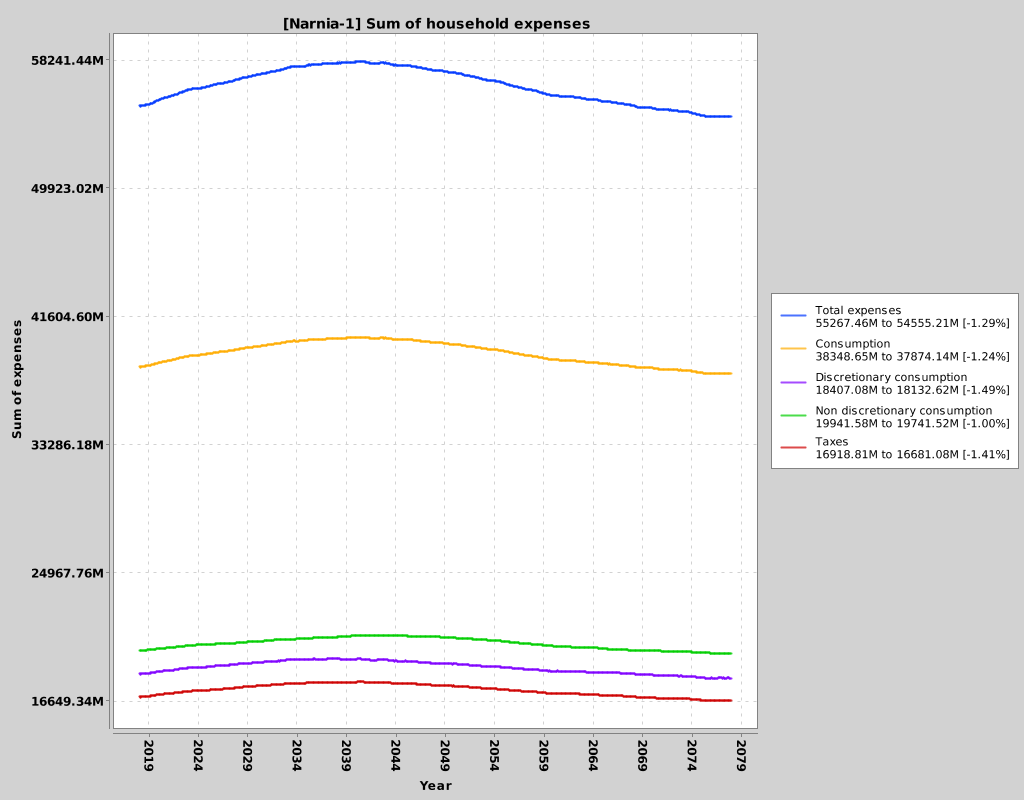 [Narnia-1] Sum of household expenses
58241.44M
49923.02M
41604.60M
33286.18M
24967.76M
16649.34M
Sum of expenses
2019
2024
2029
2034
2039
2044
2049
2054
2059
2064
2069
2074
2079
Year
Total expenses
55267.46M to 54555.21M [-1.29%]
Consumption
38348.65M to 37874.14M [-1.24%]
Discretionary consumption
18407.08M to 18132.62M [-1.49%]
Non discretionary consumption
19941.58M to 19741.52M [-1.00%]
Taxes
16918.81M to 16681.08M [-1.41%]